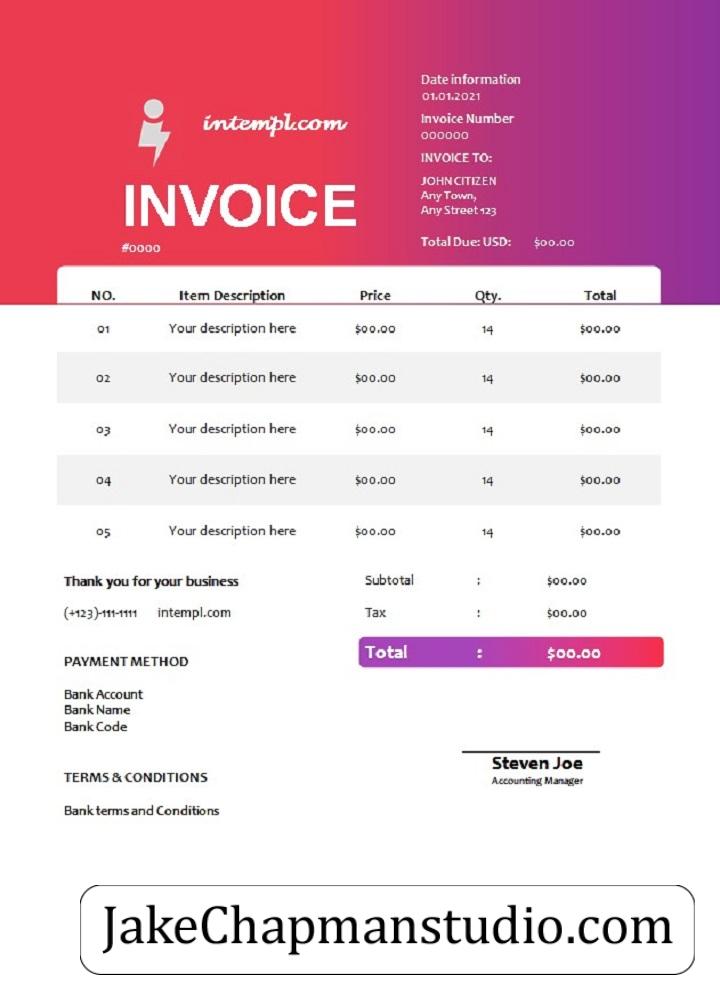 Date information
01.01.2021
intempl.com
Invoice Number
000000
INVOICE TO:
INVOICE
JOHN CITIZEN
Any Town,
Any Street 123
#0000
Total Due: USD: $00.00
NO. Item Description Price Qty. Total
01 Your description here $00.00 14 $00.00
02 Your description here $00.00 14 $00.00
03 Your description here $00.00 14 $00.00
04 Your description here $00.00 14 $00.00
05 Your description here $00.00 14 $00.00
Thank you for your business
Subtotal : $00.00
(+123)-111-1111 intempl.com
Tax : $00.00
Total : $00.00
PAYMENT METHOD
Bank Account
Bank Name
Bank Code
Steven Joe
Accounting Manager
TERMS & CONDITIONS
Bank terms and Conditions
JakeChapmanstudio.com